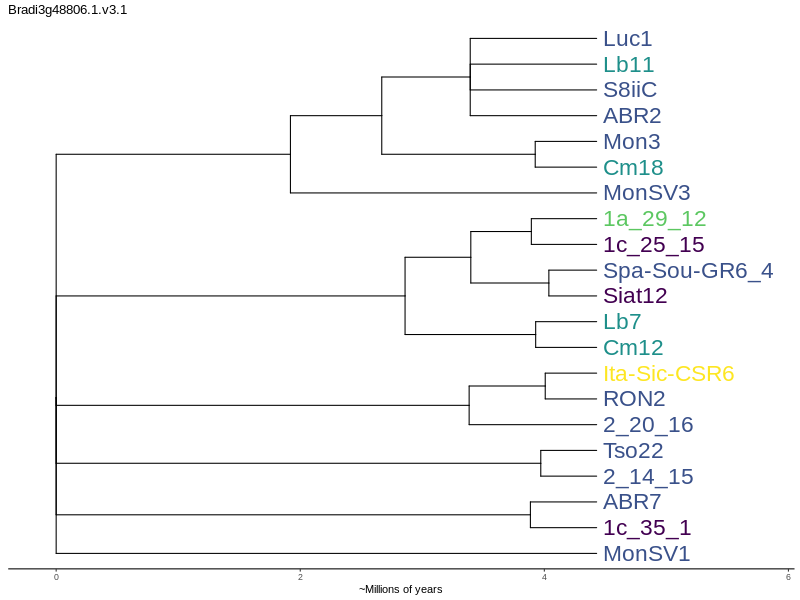 Bradi3g48806.1.v3.1
Luc1
Lb11
S8iiC
ABR2
Mon3
Cm18
MonSV3
1a_29_12
1c_25_15
Spa-Sou-GR6_4
Siat12
Lb7
Cm12
Ita-Sic-CSR6
RON2
2_20_16
Tso22
2_14_15
ABR7
1c_35_1
MonSV1
0 2 4 6
~Millions of years